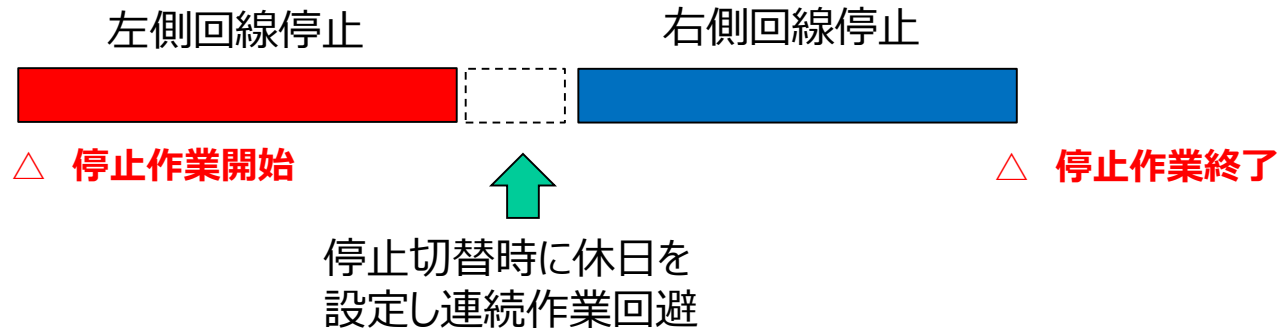 左側回線停止
右側回線停止
△ 停止作業開始
△ 停止作業終了
停止切替時に休日を
設定し連続作業回避